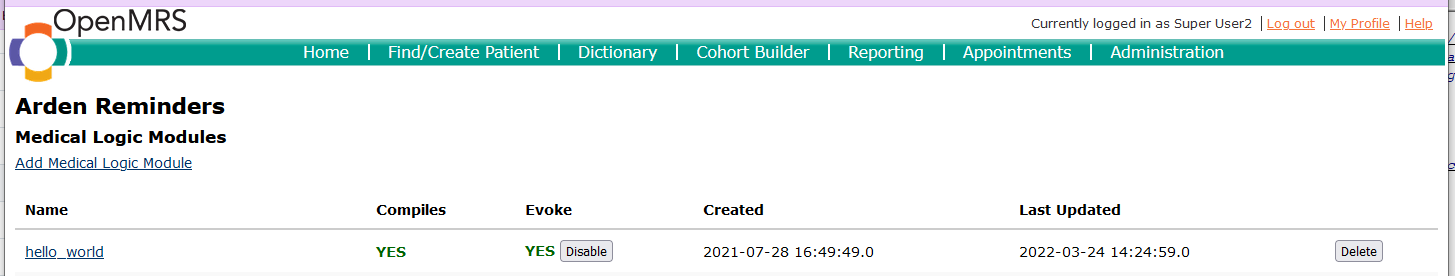 OpenMRS
Currently logged in as Super User2 | Log out | My Profile | Help
Home | Find/Create Patient | Dictionary | Cohort Builder | Reporting | Appointments | Administration
Arden Reminders
Medical Logic Modules
Add Medical Logic Module
Name Compiles Evoke Created Last Updated
hello_world YES YES Disable 2021-07-28 16:49:49.0 2022-03-24 14:24:59.0 Delete